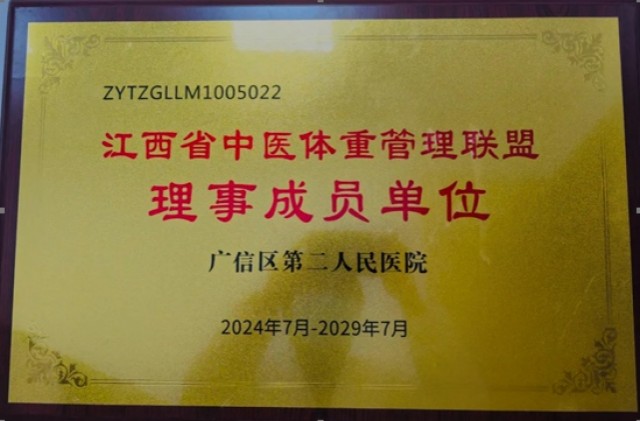 ZYTZGLLM1005022
江西省中医体重管理联盟
理事成员单位
广信区第二人民医院
2024年7月-2029年7月